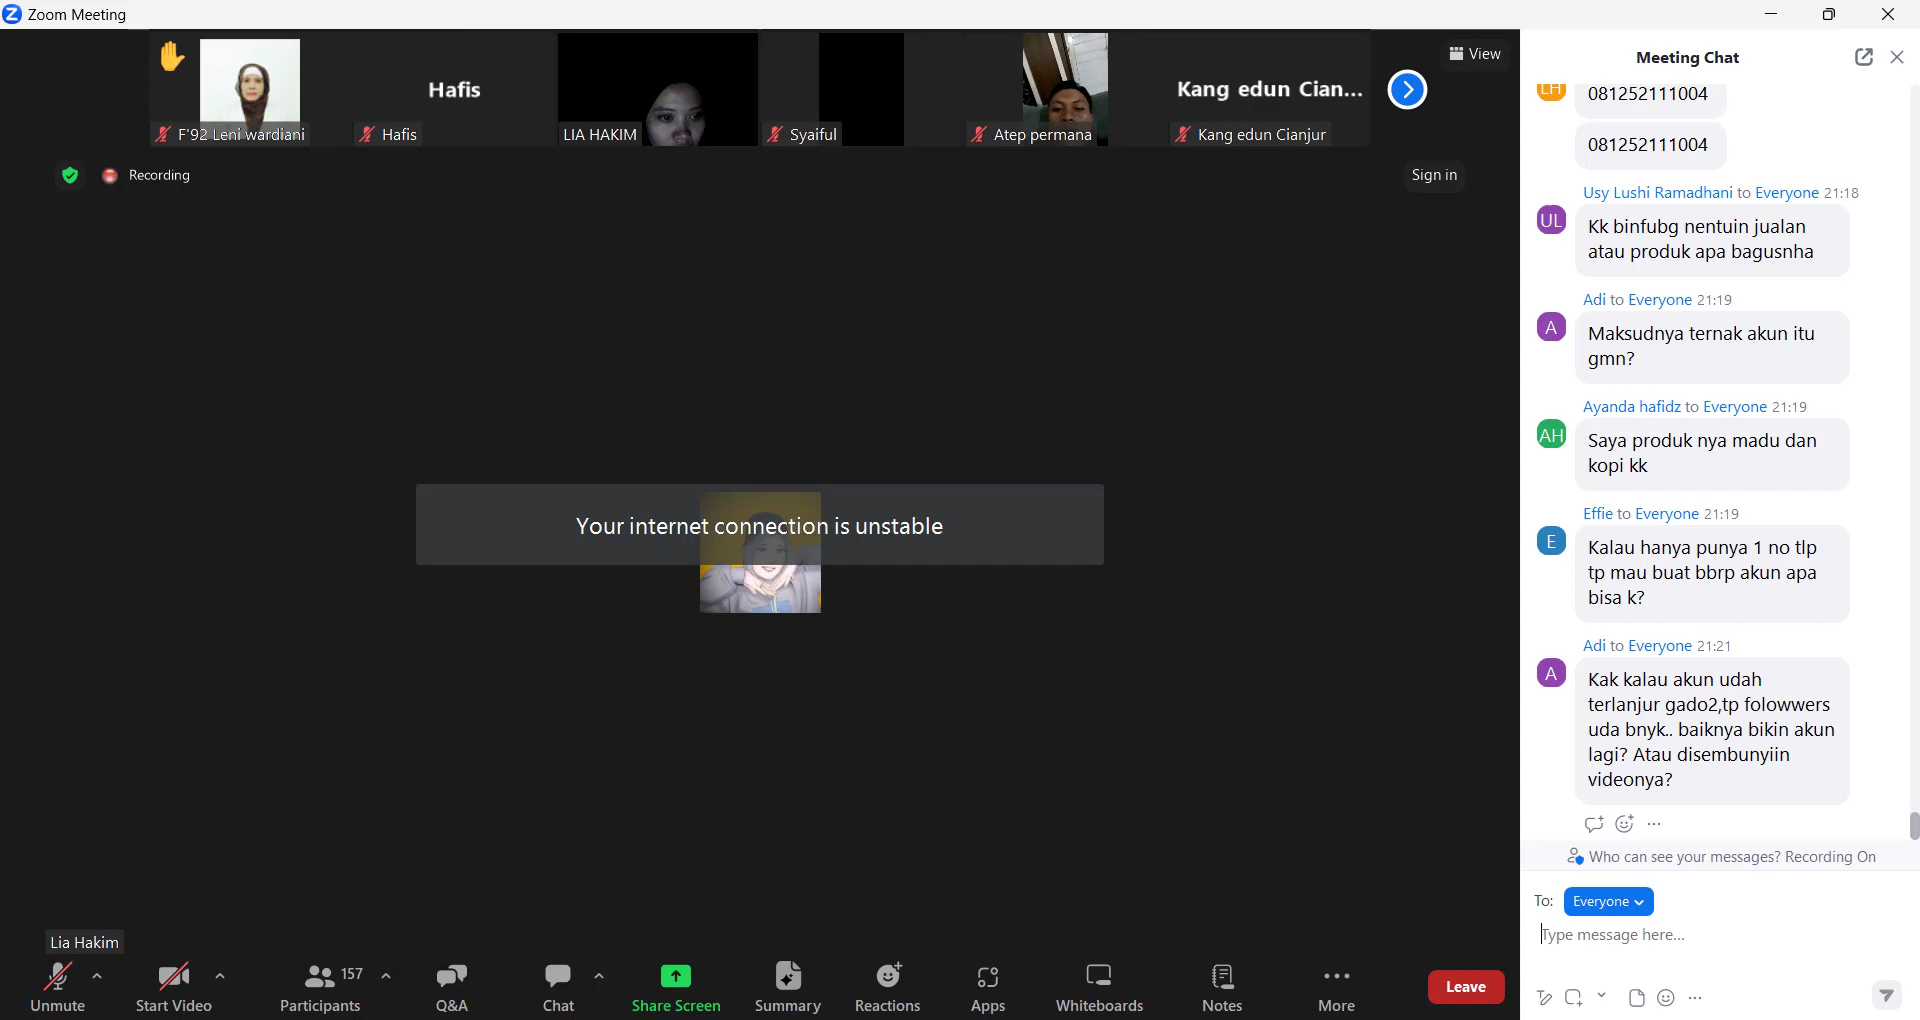 Zoom Meeting
F'92 Leni wardiani
Hafis
Hafis
LIA HAKIM
Syaiful
Atep permana
Kang edun Cian...
Kang edun Cianjur
View
Recording
Sign in
Your internet connection is unstable
Lia Hakim
Unmute
Start Video
157
Participants
Q&A
Chat
Share Screen
Summary
Reactions
Apps
Whiteboards
Notes
More
Leave
Meeting Chat
LH
081252111004
081252111004
Usy Lushi Ramadhani to Everyone 21:18
UL
Kk binfubg nentuin jualan
atau produk apa bagusnha
Adi to Everyone 21:19
A
Maksudnya ternak akun itu
gmn?
Ayanda hafidz to Everyone 21:19
AH
Saya produk nya madu dan
kopi kk
Effie to Everyone 21:19
E
Kalau hanya punya 1 no tlp
tp mau buat bbrp akun apa
bisa k?
Adi to Everyone 21:21
A
Kak kalau akun udah
terlanjur gado2,tp folowwers
uda bnyk.. baiknya bikin akun
lagi? Atau disembunyiin
videonya?
Who can see your messages? Recording On
To: Everyone
Type message here...